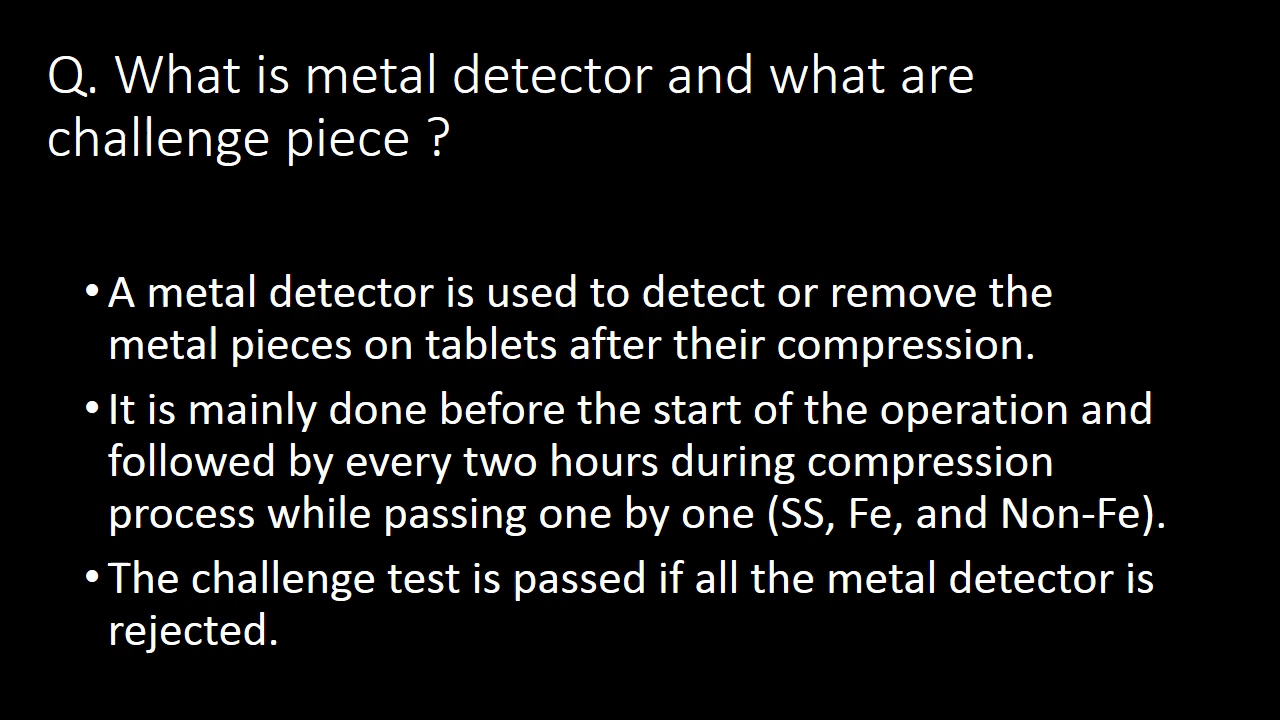 Q. What is metal detector and what are
challenge piece ?
• A metal detector is used to detect or remove the
metal pieces on tablets after their compression.
• It is mainly done before the start of the operation and
followed by every two hours during compression
process while passing one by one (SS, Fe, and Non-Fe).
• The challenge test is passed if all the metal detector is
rejected.